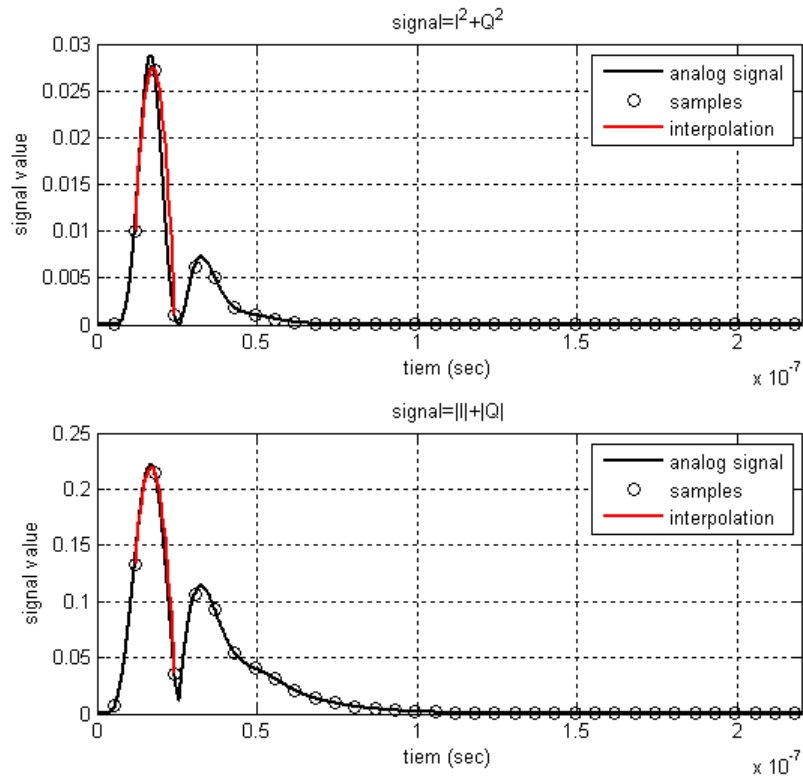 signal=I²+Q²
0.03
0.025
0.02
0.015
0.01
0.005
0
signal value
analog signal
samples
interpolation
0 0.5 1 1.5 2
tiem (sec)
x 10⁻⁷
signal=|I|+|Q|
0.25
0.2
0.15
0.1
0.05
0
signal value
analog signal
samples
interpolation
0 0.5 1 1.5 2
tiem (sec)
x 10⁻⁷